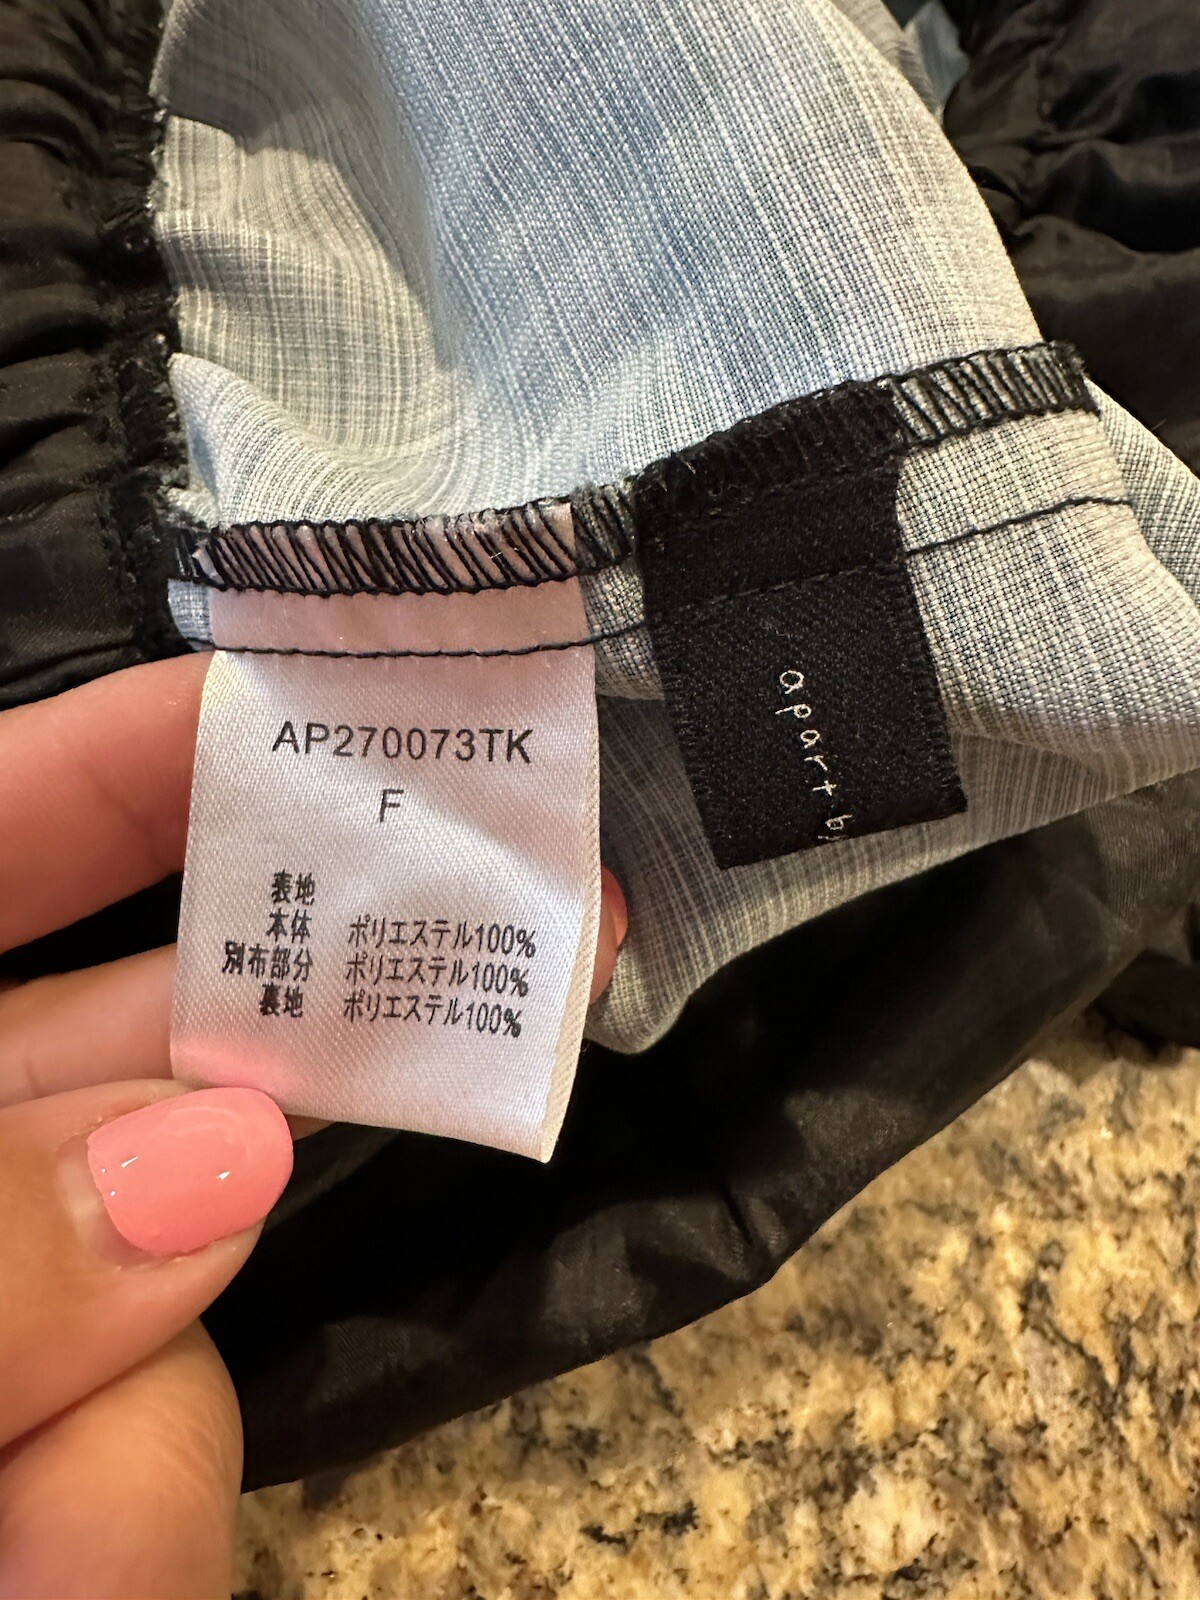 AP270073TK
F
表地
本体 ポリエステル100%
別布部分 ポリエステル100%
裏地 ポリエステル100%
apart by